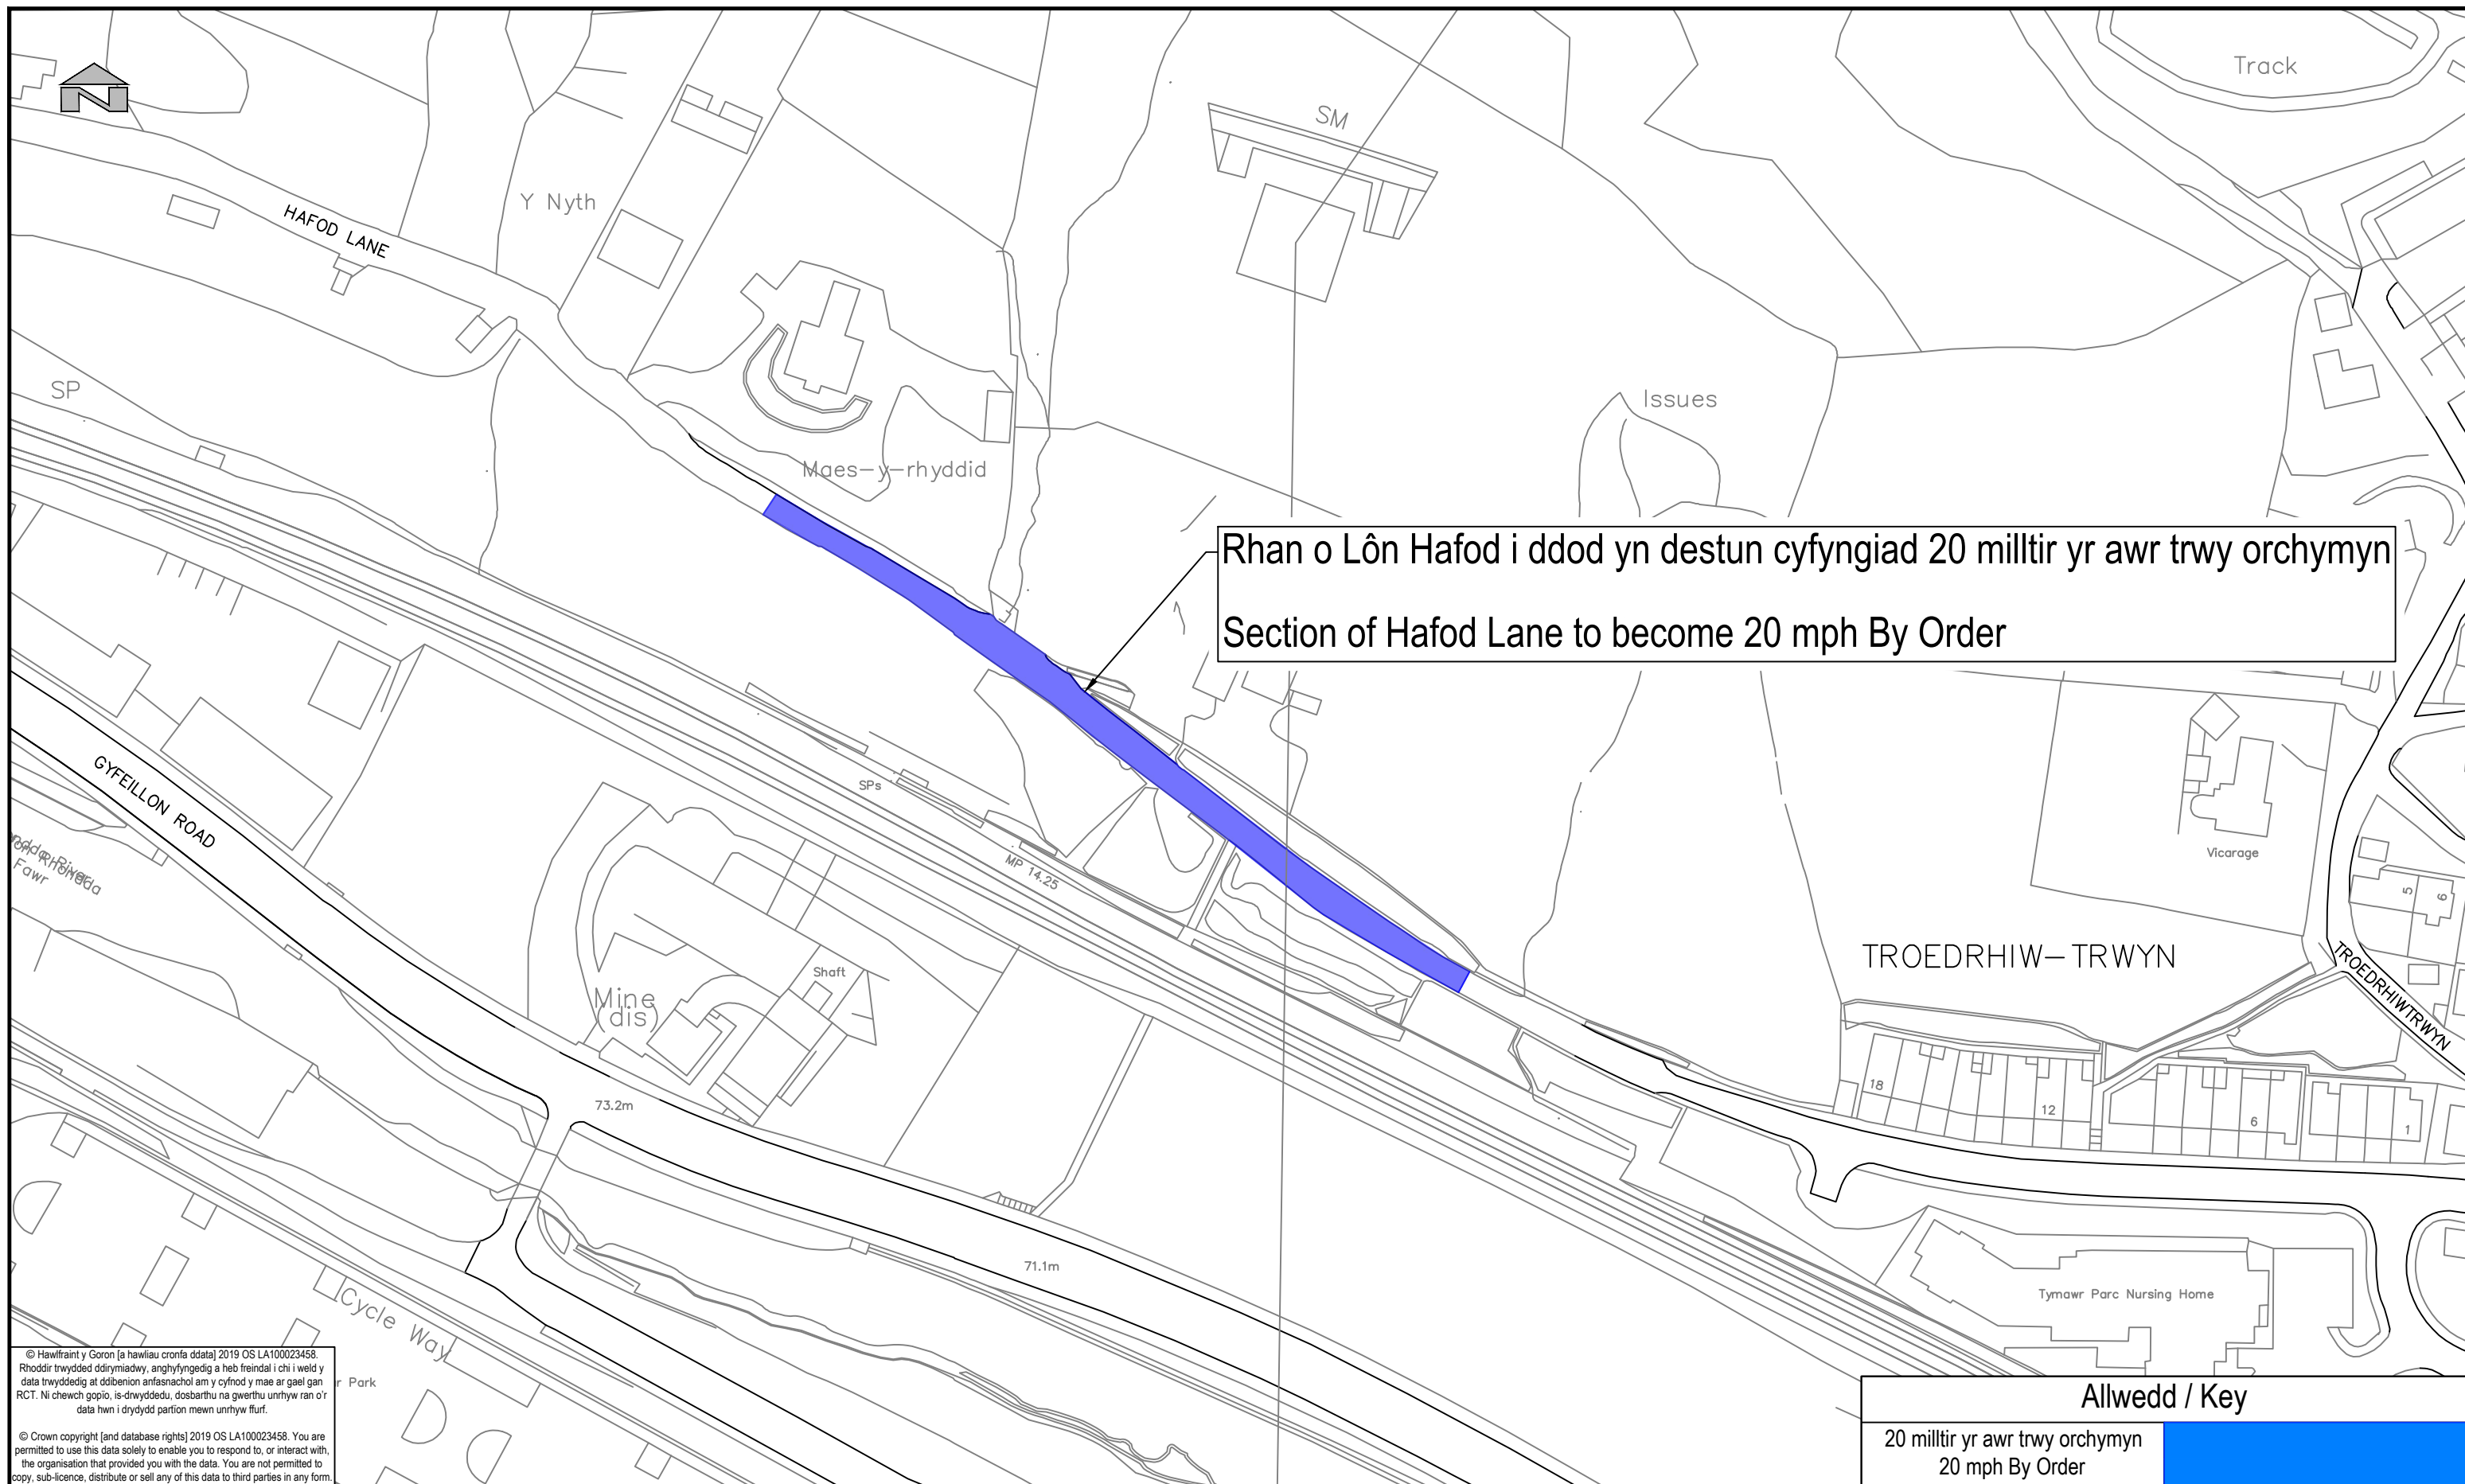 N
Track
SM
Y Nyth
HAFOD LANE
SP
Issues
Maes-y-rhyddid
Rhan o Lôn Hafod i ddod yn destun cyfyngiad 20 milltir yr awr trwy orchymyn
Section of Hafod Lane to become 20 mph By Order
GYFEILLON ROAD
SPs
MP 14.25
Vicarage
5
6
Fawr
TROEDRHIW-TRWYN
TROEDRHIWTRWYN
Shaft
Mine
(dis)
73.2m
18
12
6
1
71.1m
Tymawr Parc Nursing Home
Cycle Way
r Park
© Hawlfraint y Goron [a hawliau cronfa ddata] 2019 OS LA100023458.
Rhoddir trwydded ddirymiadwy, anghyfyngedig a heb freindal i chi i weld y
data trwyddedig at ddibenion anfasnachol am y cyfnod y mae ar gael gan
RCT. Ni chewch gopïo, is-drwyddedu, dosbarthu na gwerthu unrhyw ran o'r
data hwn i drydydd partïon mewn unrhyw ffurf.
© Crown copyright [and database rights] 2019 OS LA100023458. You are
permitted to use this data solely to enable you to respond to, or interact with,
the organisation that provided you with the data. You are not permitted to
copy, sub-licence, distribute or sell any of this data to third parties in any form.
Allwedd / Key
20 milltir yr awr trwy orchymyn
20 mph By Order